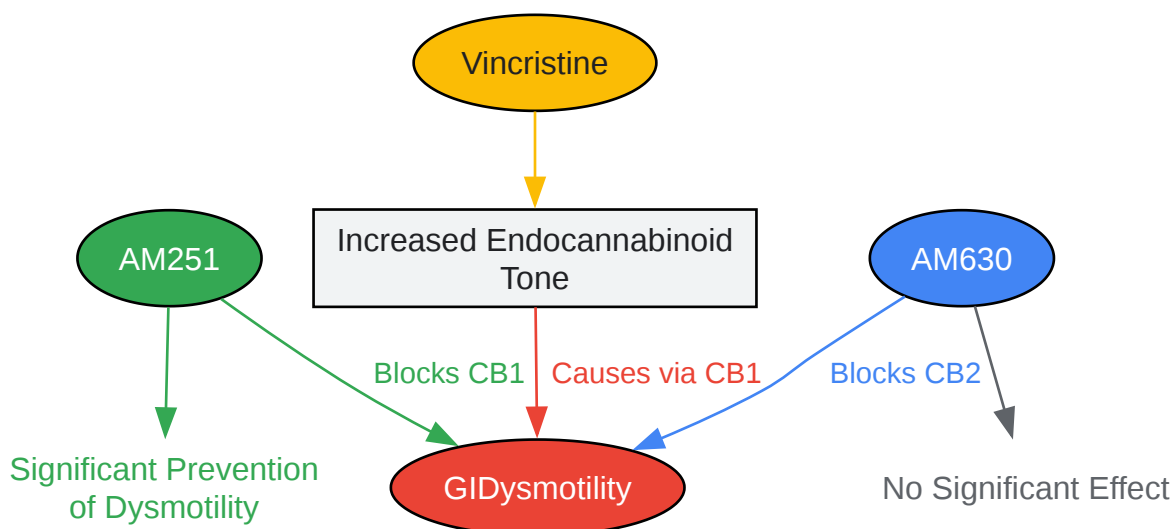 Vincristine
Increased Endocannabinoid
Tone
AM251
AM630
Blocks CB1
Causes via CB1
Blocks CB2
Significant Prevention
of Dysmotility
GIDysmotility
No Significant Effect